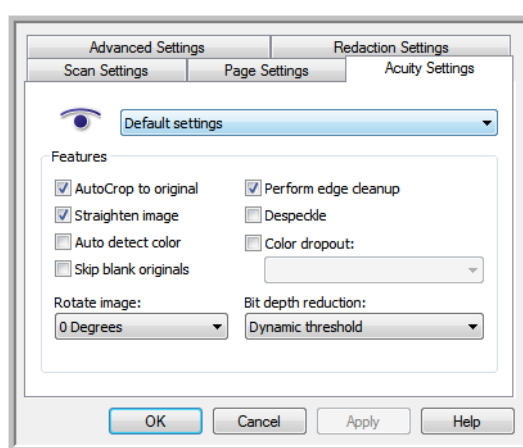 Advanced Settings Redaction Settings
Scan Settings Page Settings Acuity Settings
Default settings
Features
AutoCrop to original Perform edge cleanup
Straighten image Despeckle
Auto detect color Color dropout:
Skip blank originals
Rotate image: Bit depth reduction:
0 Degrees Dynamic threshold
OK Cancel Apply Help